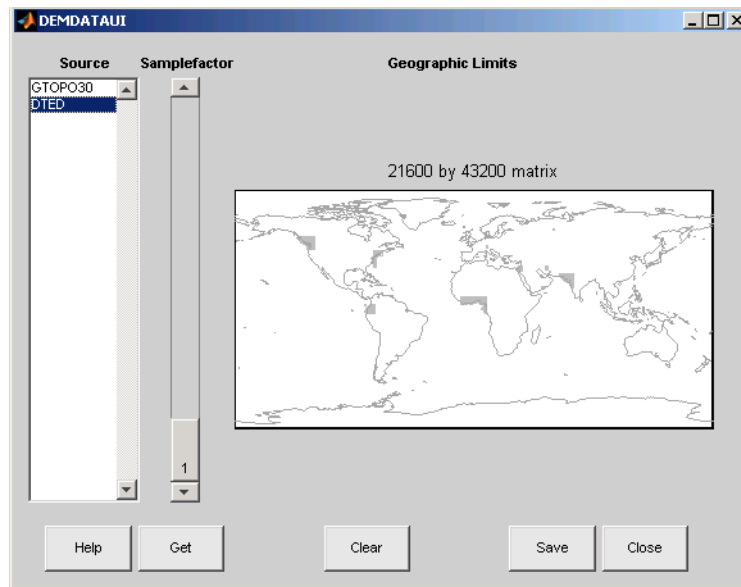 DEMDATAUI
Source
Samplefactor
Geographic Limits
GTOPO30
DTED
21600 by 43200 matrix
1
Help
Get
Clear
Save
Close